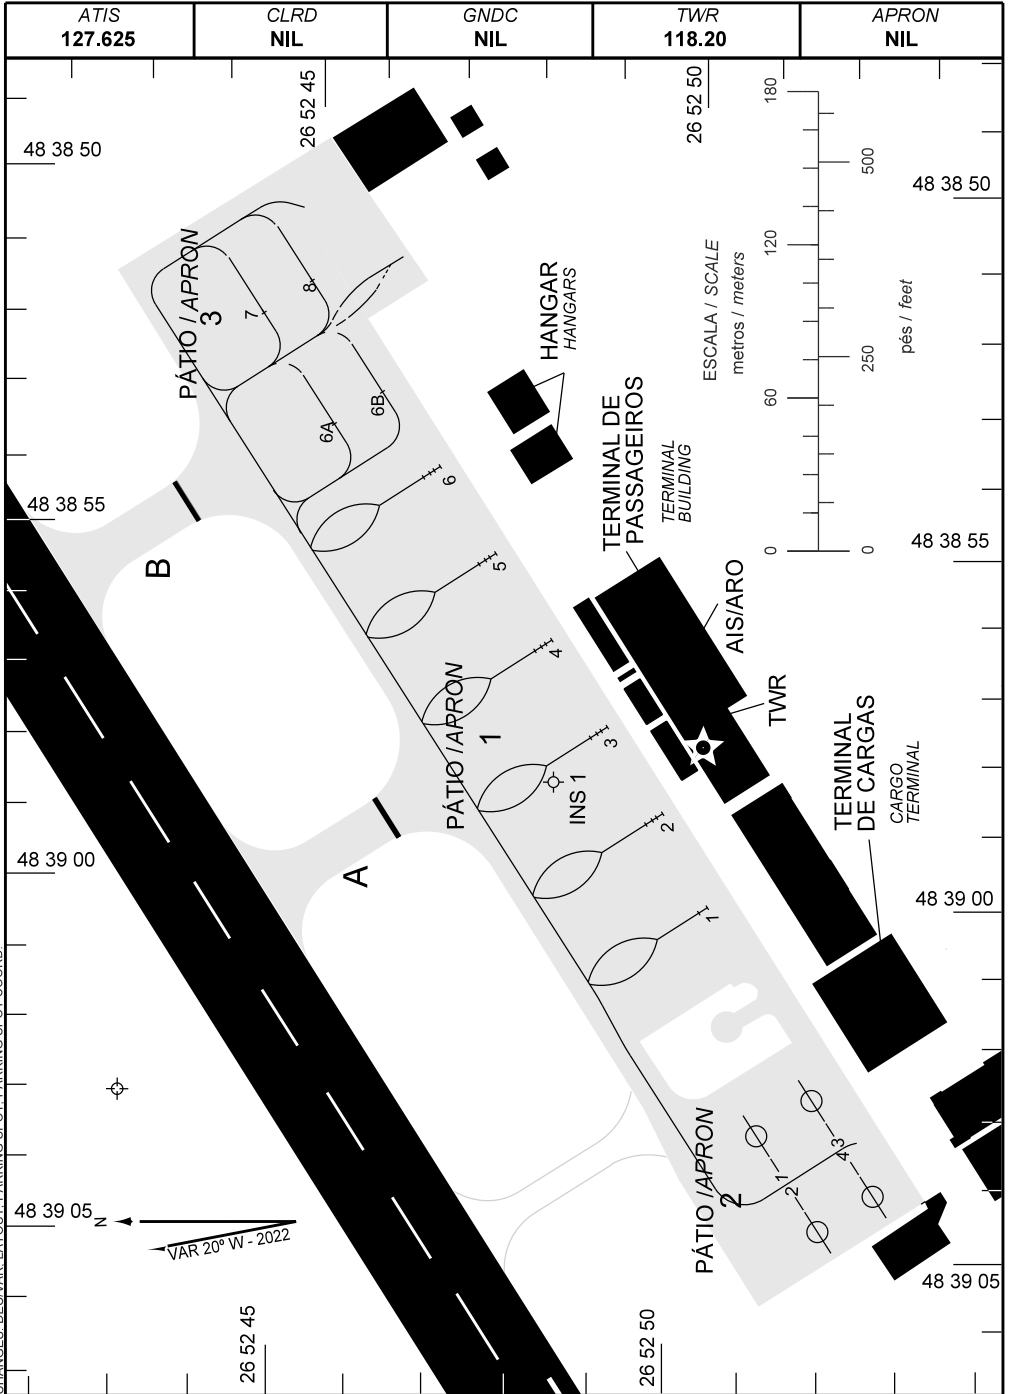 ATIS
127.625
CLRD
NIL
GNDC
NIL
TWR
118.20
APRON
NIL
26 52 45
26 52 50
48 38 50
48 38 50
180
120
60
0
500
250
0
ESCALA / SCALE
metros / meters
pés / feet
PÁTIO / APRON
3
8
7
6B
6A
HANGAR
HANGARS
TERMINAL DE
PASSAGEIROS
TERMINAL
BUILDING
48 38 55
48 38 55
B
6
5
4
3
2
1
AIS/ARO
TWR
PÁTIO / APRON
1
INS 1
TERMINAL
DE CARGAS
CARGO
TERMINAL
48 39 00
48 39 00
A
PÁTIO / APRON
2
1
2
3
4
48 39 05
48 39 05
N
VAR 20º W - 2022
26 52 45
26 52 50